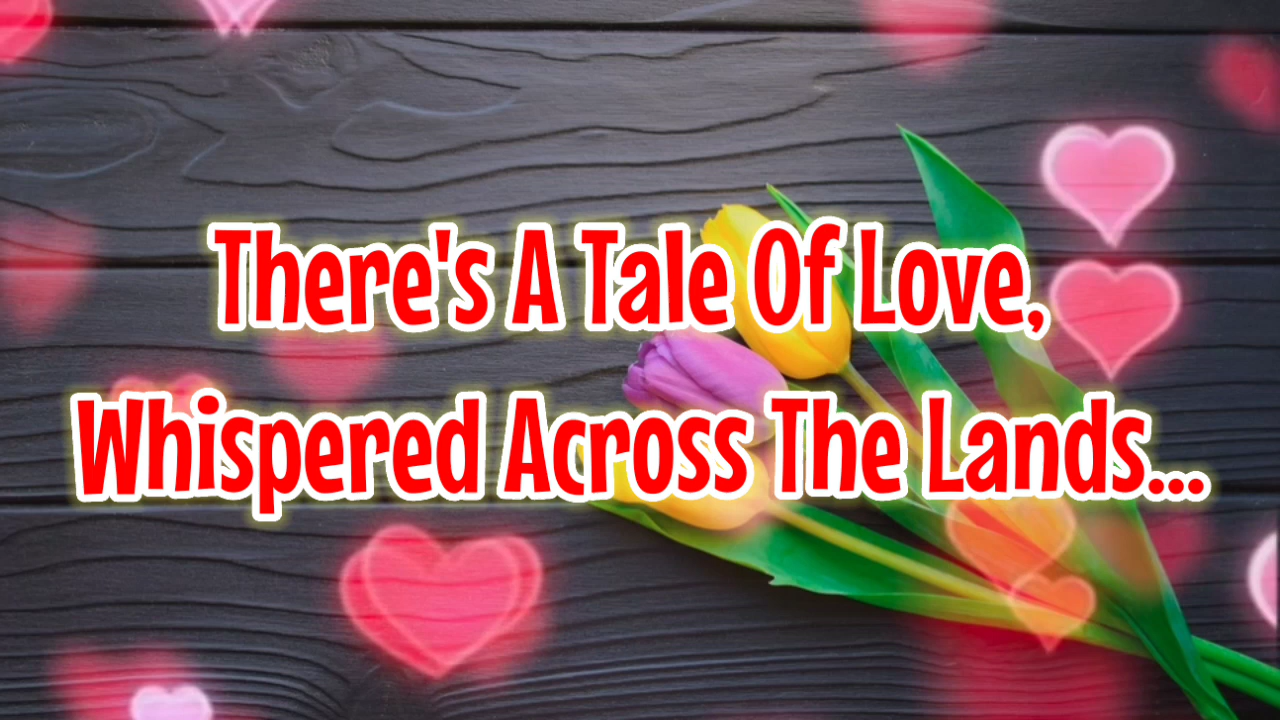 There's A Tale Of Love,
Whispered Across The Lands...